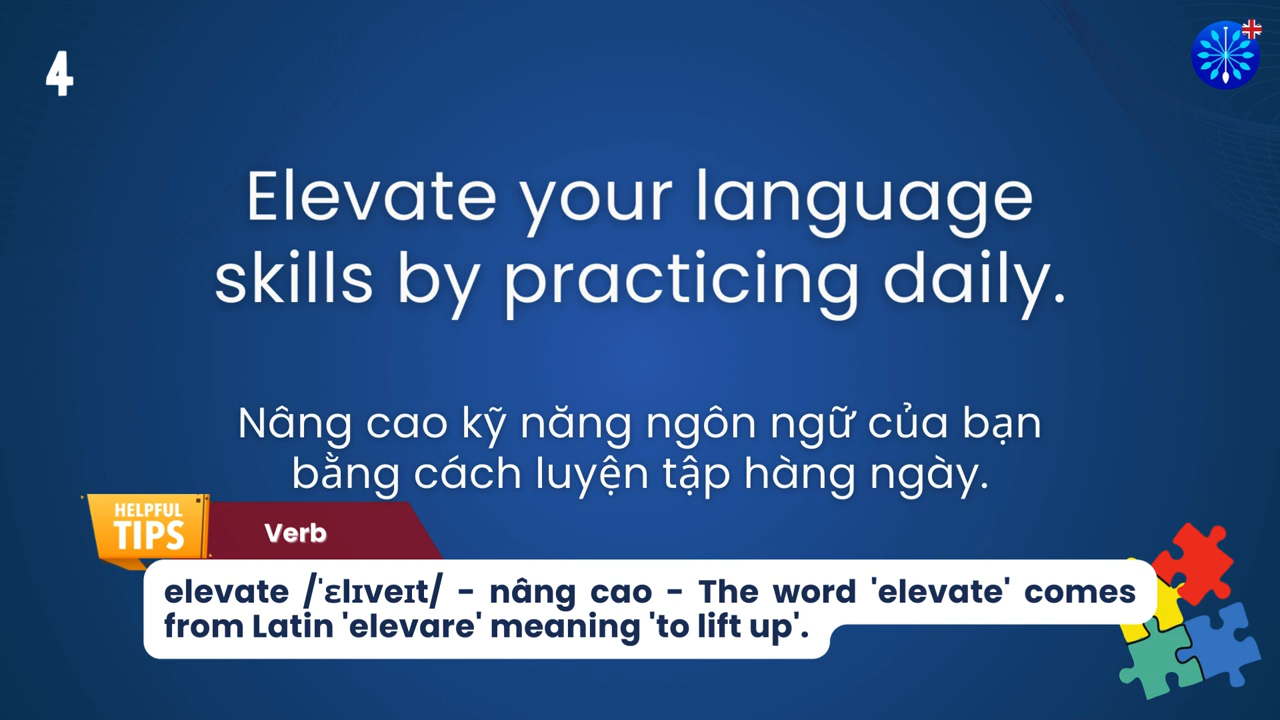 4
Elevate your language
skills by practicing daily.
Nâng cao kỹ năng ngôn ngữ của bạn
bằng cách luyện tập hàng ngày.
HELPFUL
TIPS
Verb
elevate /ˈɛlɪveɪt/ - nâng cao - The word 'elevate' comes
from Latin 'elevare' meaning 'to lift up'.